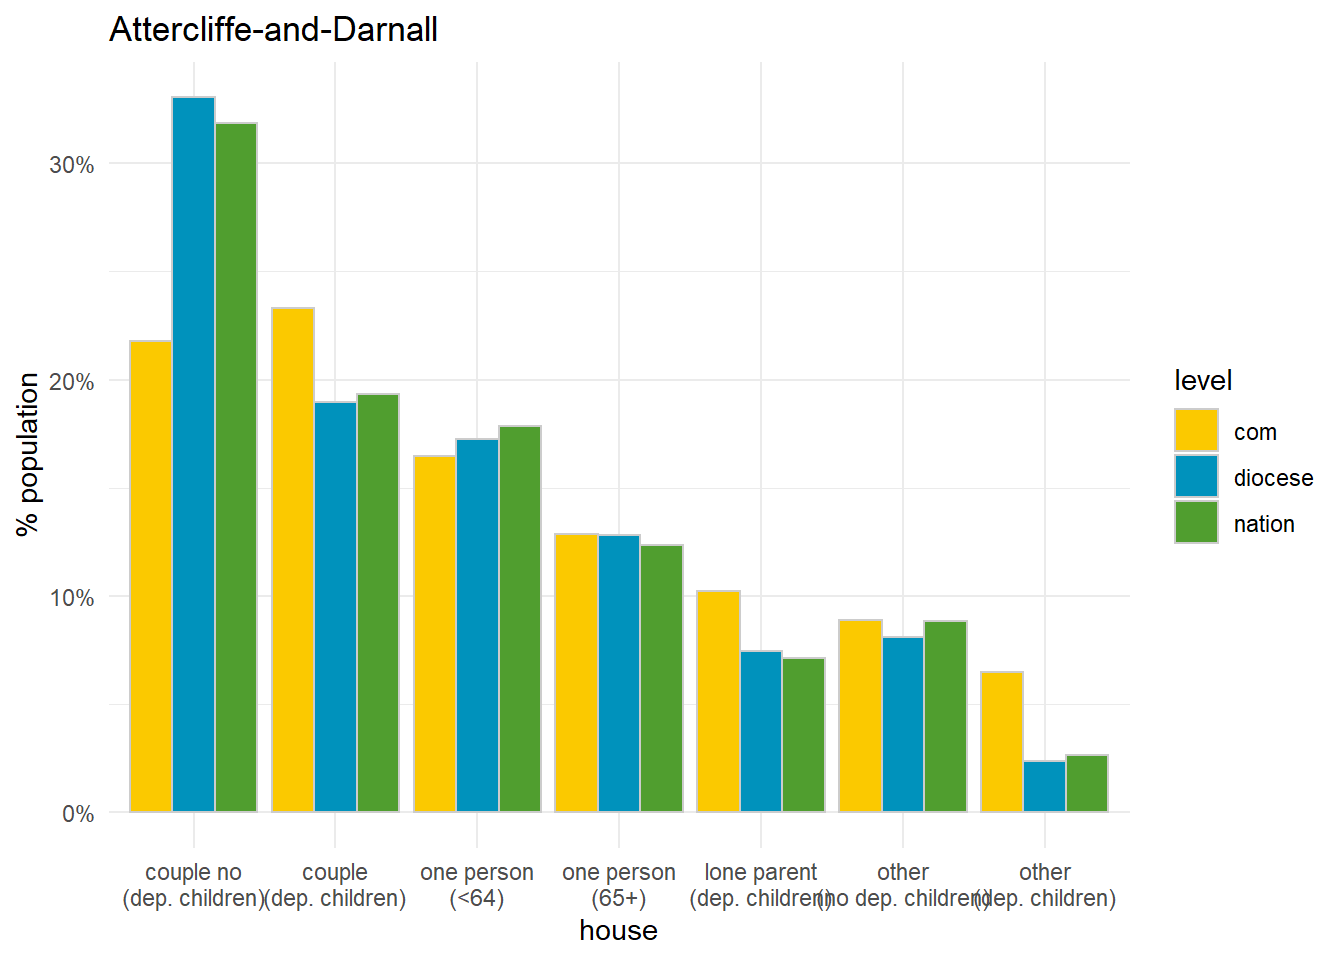 Attercliffe-and-Darnall
% population
30%
20%
10%
0%
couple no
(dep. children)
couple
(dep. children)
one person
(<64)
one person
(65+)
lone parent
(dep. children)
other
(no dep. children)
other
(dep. children)
house
level
com
diocese
nation